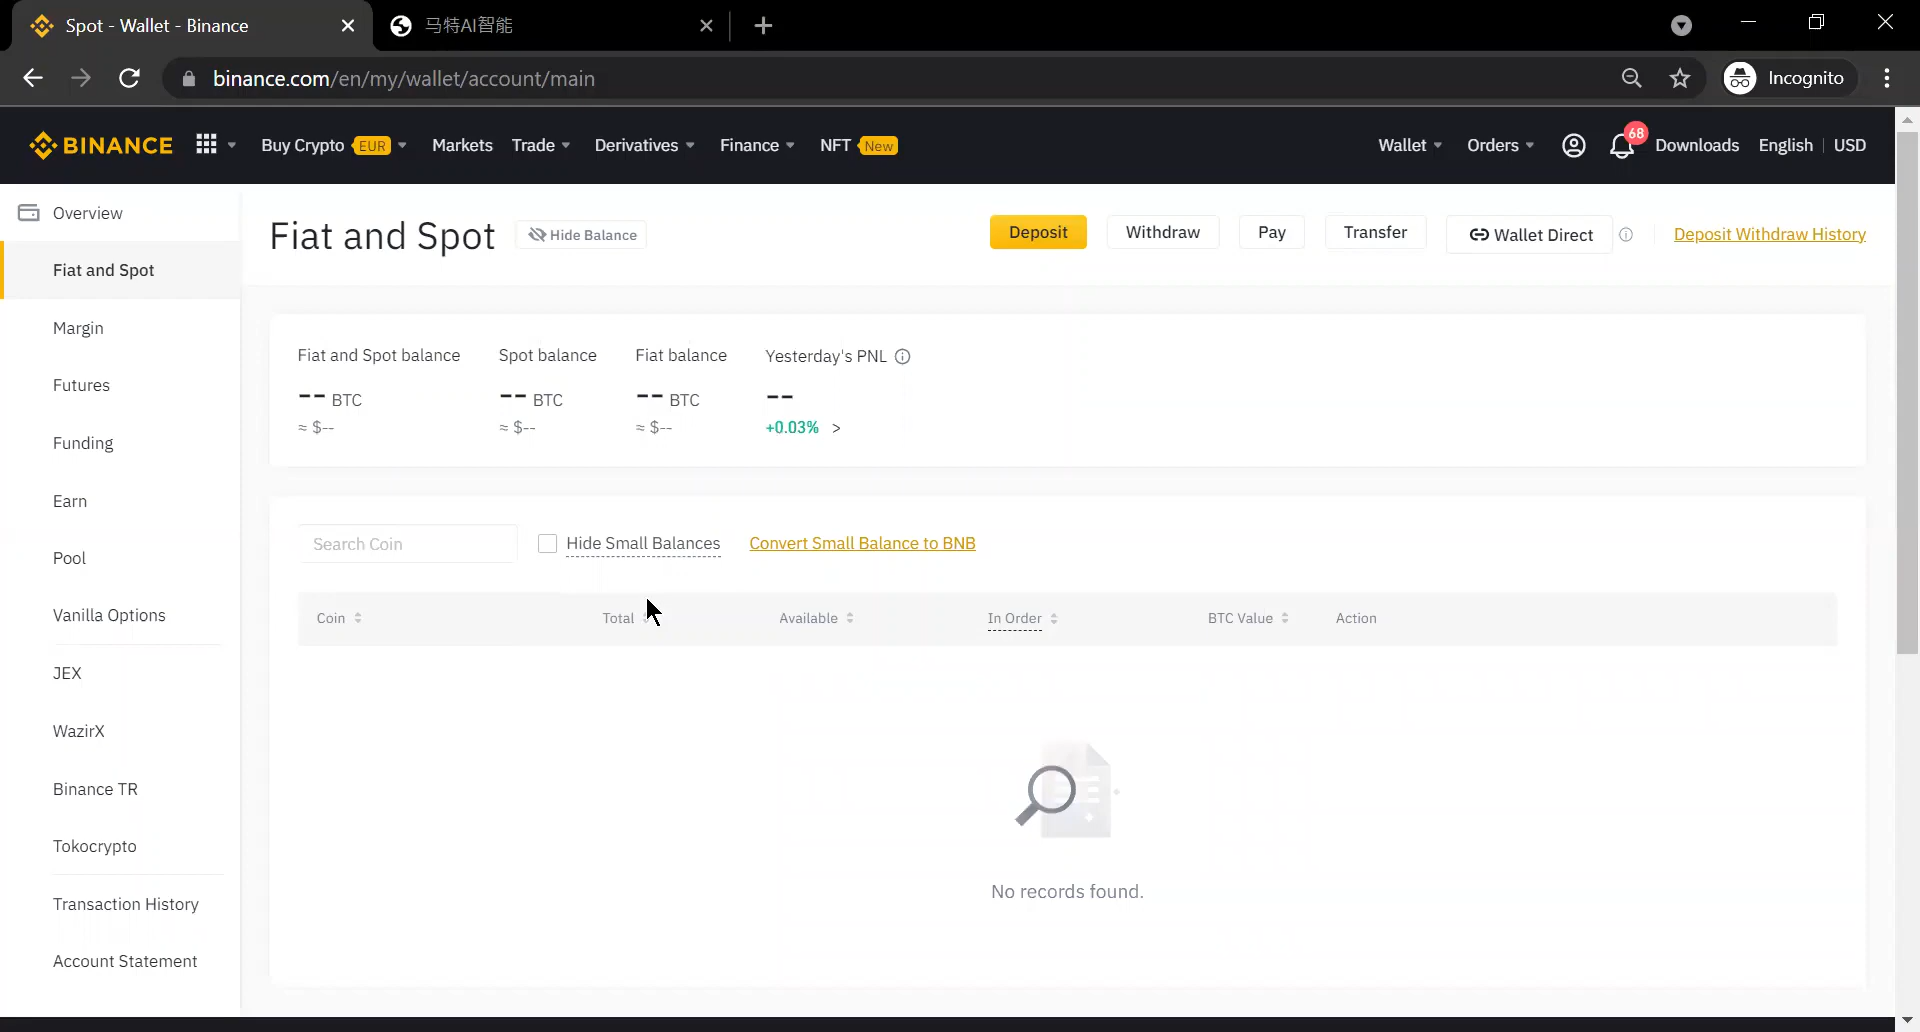 Spot - Wallet - Binance
马特AI智能
binance.com/en/my/wallet/account/main
Incognito
BINANCE
Buy Crypto EUR
Markets
Trade
Derivatives
Finance
NFT New
Wallet
Orders
68
Downloads
English
USD
Overview
Fiat and Spot
Margin
Futures
Funding
Earn
Pool
Vanilla Options
JEX
WazirX
Binance TR
Tokocrypto
Transaction History
Account Statement
Fiat and Spot
Hide Balance
Deposit
Withdraw
Pay
Transfer
Wallet Direct
Deposit Withdraw History
Fiat and Spot balance
-- BTC
≈ $--
Spot balance
-- BTC
≈ $--
Fiat balance
-- BTC
≈ $--
Yesterday's PNL
--
+0.03% >
Search Coin
Hide Small Balances
Convert Small Balance to BNB
Coin
Total
Available
In Order
BTC Value
Action
No records found.